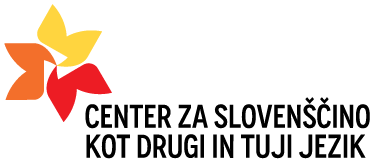 CENTER ZA SLOVENŠČINO
KOT DRUGI IN TUJI JEZIK